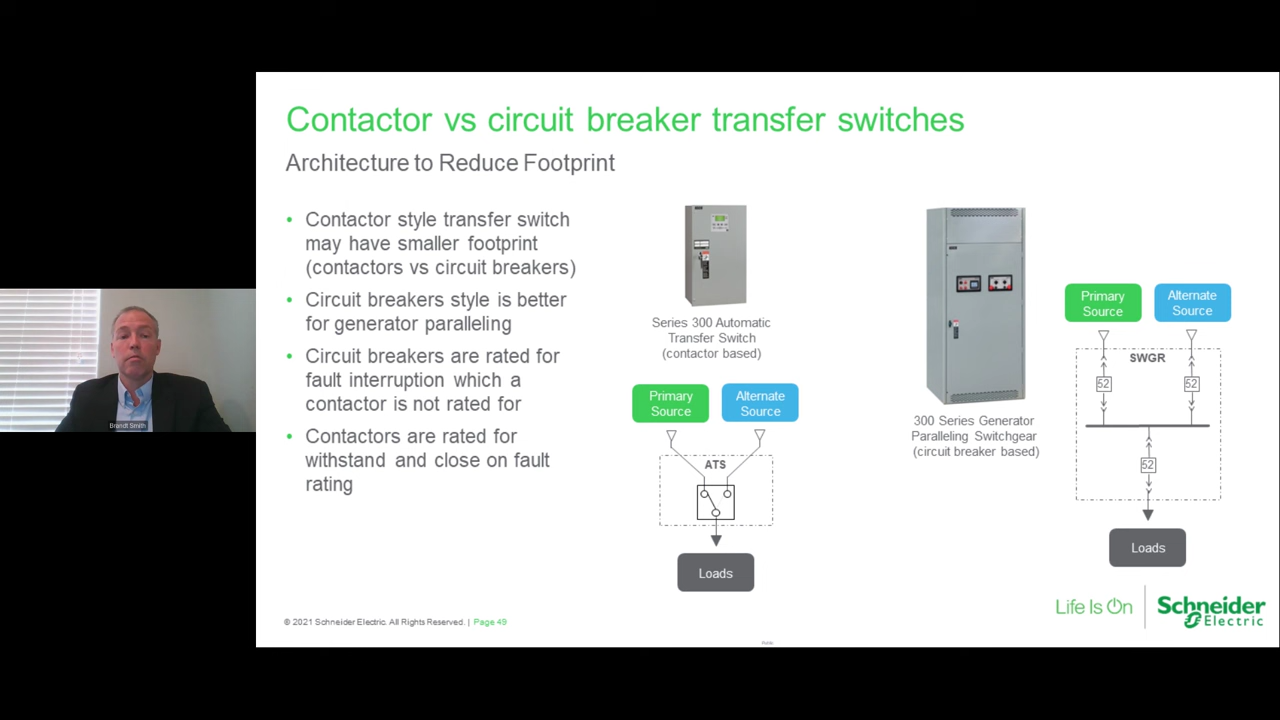 Contactor vs circuit breaker transfer switches
Architecture to Reduce Footprint
• Contactor style transfer switch
may have smaller footprint
(contactors vs circuit breakers)
• Circuit breakers style is better
for generator paralleling
• Circuit breakers are rated for
fault interruption which a
contactor is not rated for
• Contactors are rated for
withstand and close on fault
rating
Series 300 Automatic
Transfer Switch
(contactor based)
Primary
Source
Alternate
Source
ATS
Loads
300 Series Generator
Paralleling Switchgear
(circuit breaker based)
Primary
Source
Alternate
Source
SWGR
52
52
52
Loads
Brandt Smith
© 2021 Schneider Electric. All Rights Reserved. | Page 49
Life Is On
Schneider
Electric